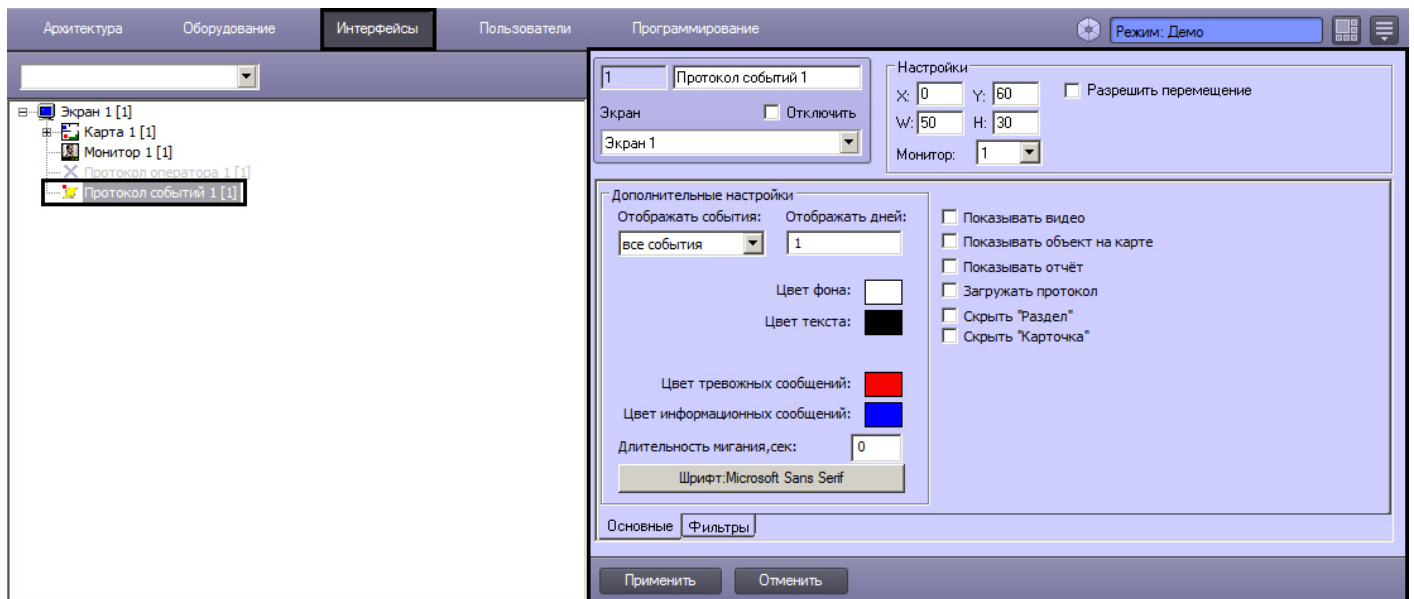 Архитектура Оборудование Интерфейсы Пользователи Программирование Режим: Демо
Экран 1 [1]
Карта 1 [1]
Монитор 1 [1]
Протокол оператора 1 [1]
Протокол событий 1 [1]
1 Протокол событий 1
Экран Отключить
Экран 1
Настройки
X: 0 Y: 60 Разрешить перемещение
W: 50 H: 30
Монитор: 1
Дополнительные настройки
Отображать события: Отображать дней:
все события 1
Цвет фона:
Цвет текста:
Цвет тревожных сообщений:
Цвет информационных сообщений:
Длительность мигания,сек: 0
Шрифт:Microsoft Sans Serif
Показывать видео
Показывать объект на карте
Показывать отчёт
Загружать протокол
Скрыть "Раздел"
Скрыть "Карточка"
Основные Фильтры
Применить Отменить